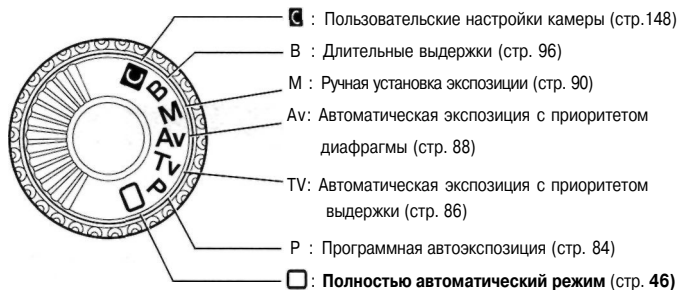 C : Пользовательские настройки камеры (стр.148)
B : Длительные выдержки (стр. 96)
M : Ручная установка экспозиции (стр. 90)
Av: Автоматическая экспозиция с приоритетом
диафрагмы (стр. 88)
TV: Автоматическая экспозиция с приоритетом
выдержки (стр. 86)
P : Программная автоэкспозиция (стр. 84)
□ : Полностью автоматический режим (стр. 46)
C
B
M
Av
Tv
P